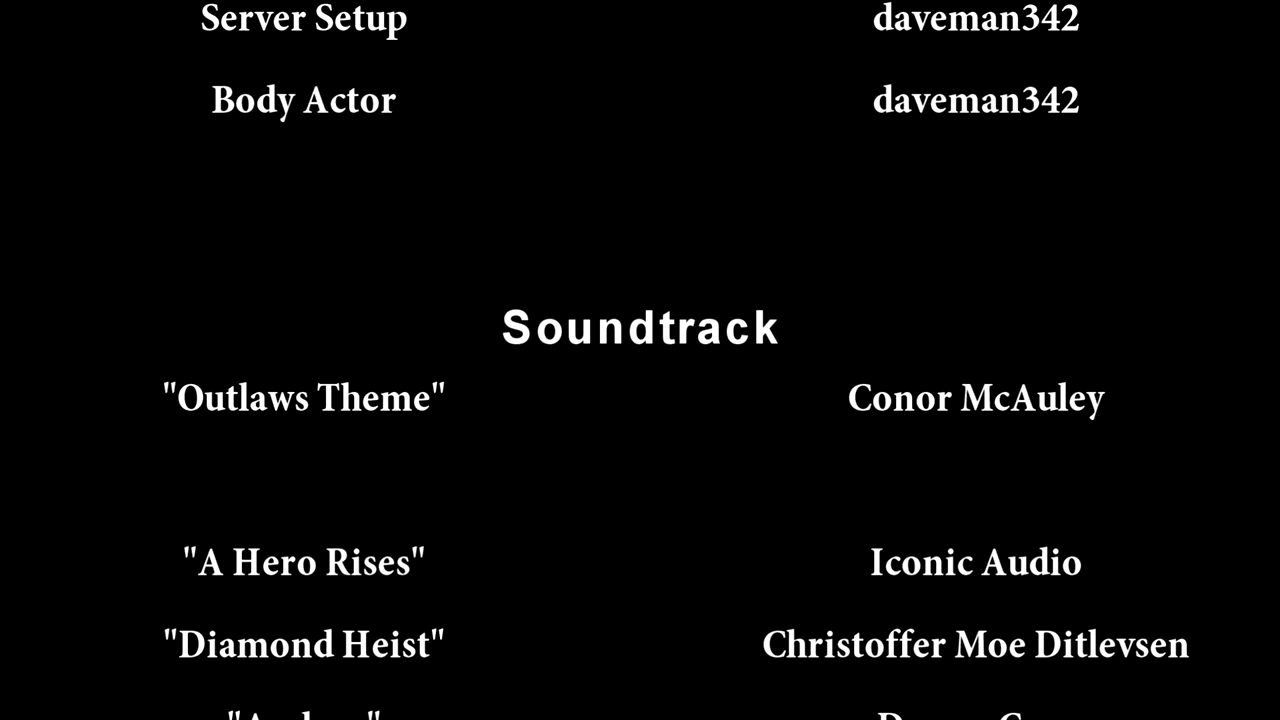 Server Setup daveman342
Body Actor daveman342
Soundtrack
"Outlaws Theme" Conor McAuley
"A Hero Rises" Iconic Audio
"Diamond Heist" Christoffer Moe Ditlevsen